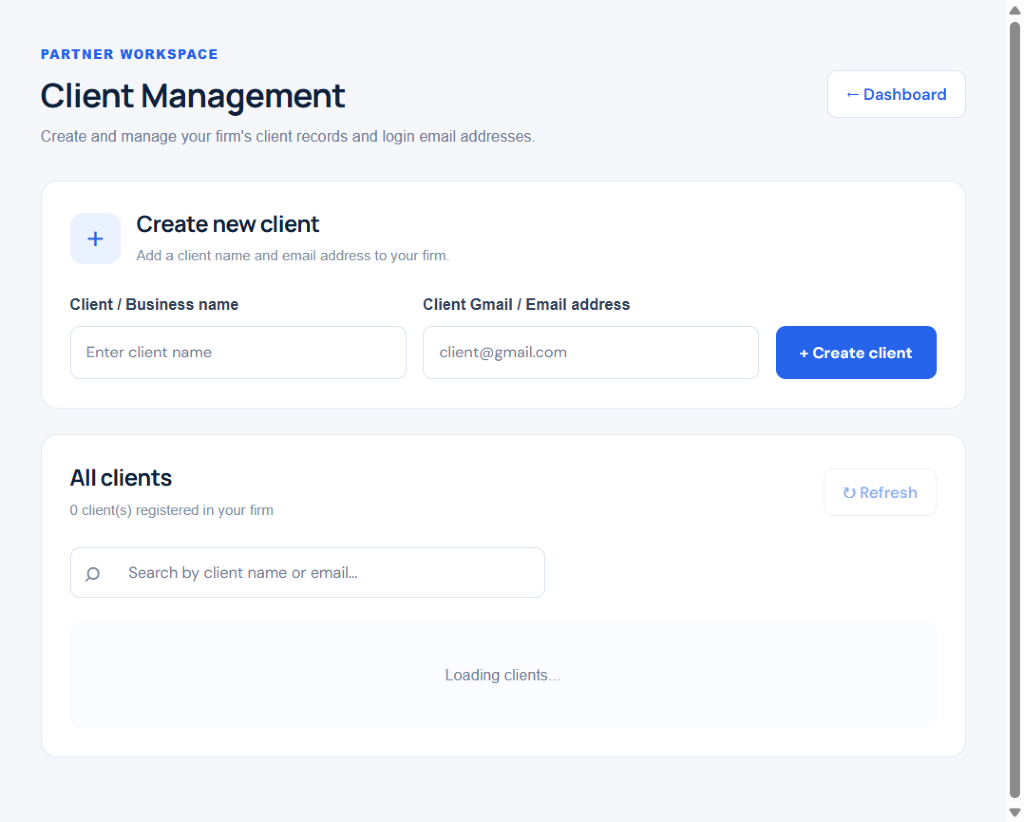 PARTNER WORKSPACE
Client Management
← Dashboard
Create and manage your firm's client records and login email addresses.
+
Create new client
Add a client name and email address to your firm.
Client / Business name
Client Gmail / Email address
Enter client name
client@gmail.com
+ Create client
All clients
↻ Refresh
0 client(s) registered in your firm
Search by client name or email...
Loading clients...